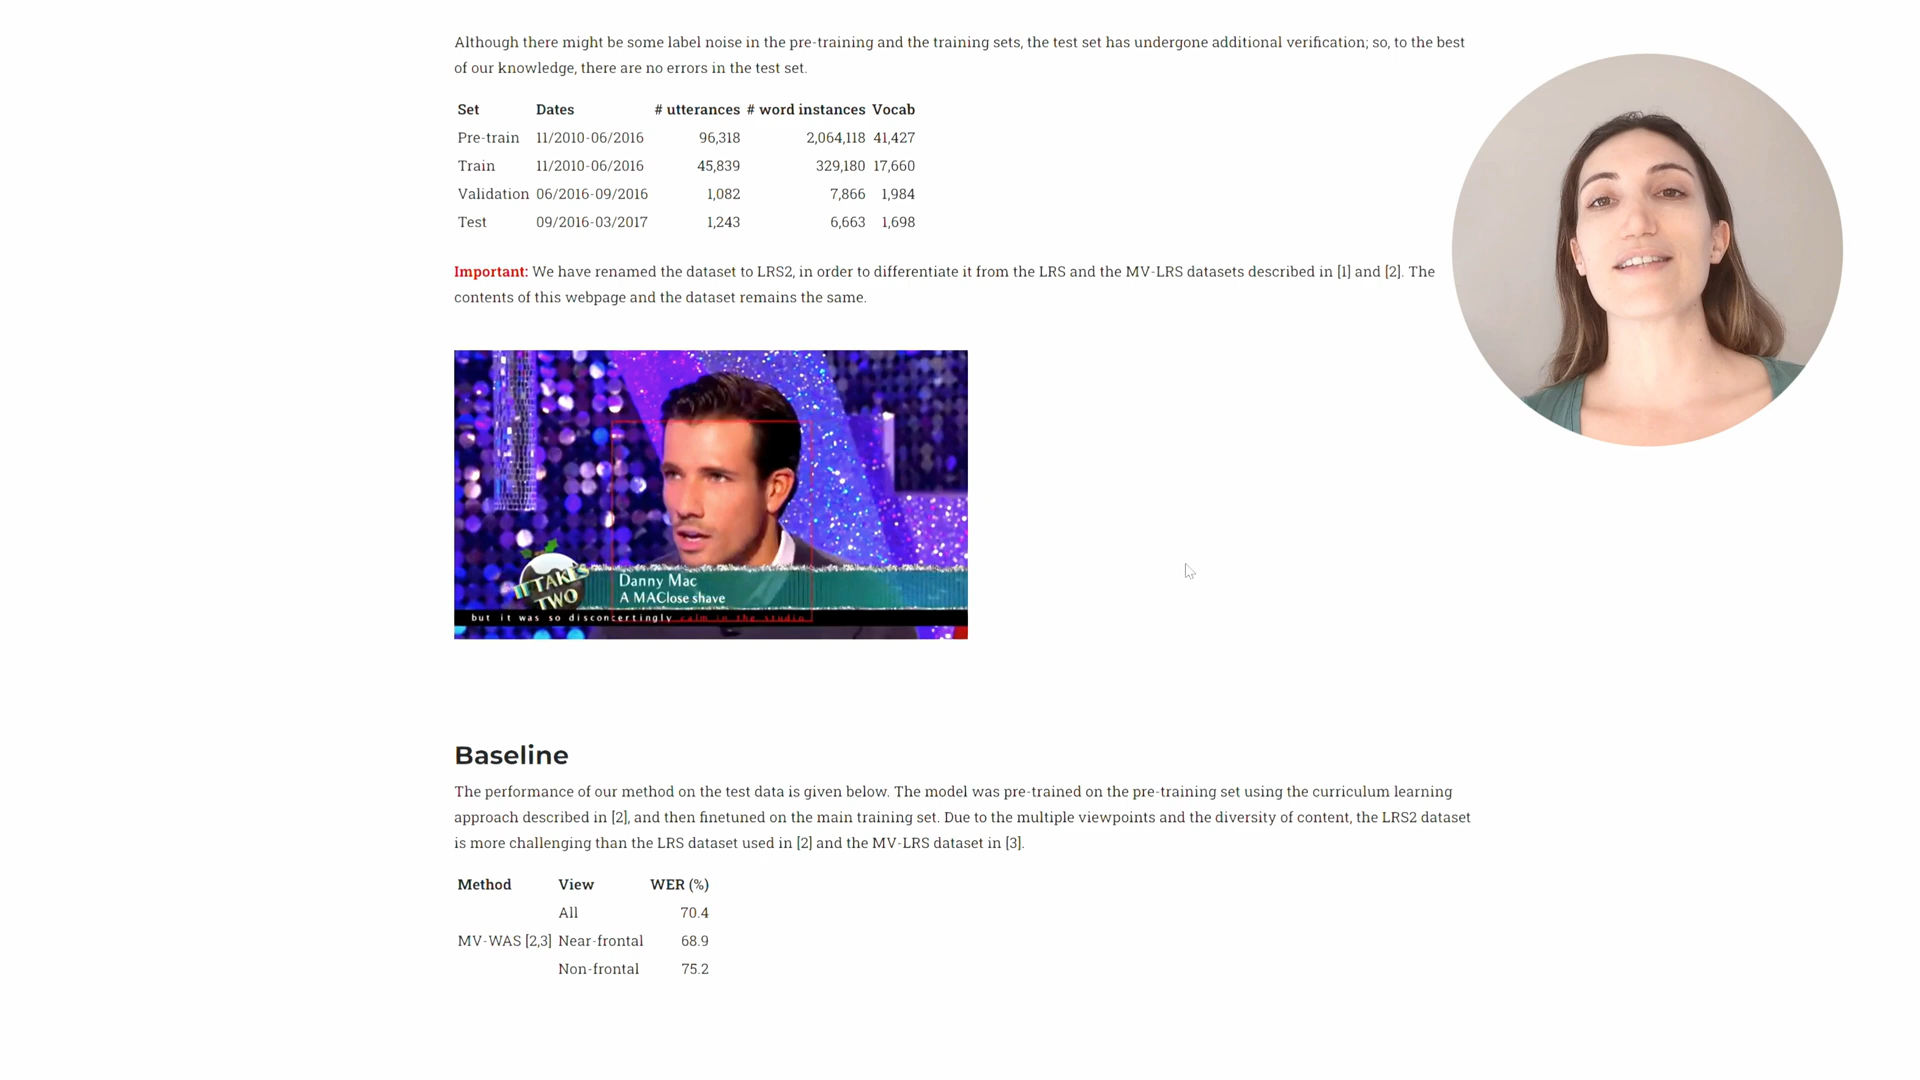 Although there might be some label noise in the pre-training and the training sets, the test set has undergone additional verification; so, to the best
of our knowledge, there are no errors in the test set.
Set Dates # utterances # word instances Vocab
Pre-train 11/2010-06/2016 96,318 2,064,118 41,427
Train 11/2010-06/2016 45,839 329,180 17,660
Validation 06/2016-09/2016 1,082 7,866 1,984
Test 09/2016-03/2017 1,243 6,663 1,698
Important: We have renamed the dataset to LRS2, in order to differentiate it from the LRS and the MV-LRS datasets described in [1] and [2]. The
contents of this webpage and the dataset remains the same.
IT TAKES
TWO
Danny Mac
A MAClose shave
but it was so disconcertingly calm in the studio
Baseline
The performance of our method on the test data is given below. The model was pre-trained on the pre-training set using the curriculum learning
approach described in [2], and then finetuned on the main training set. Due to the multiple viewpoints and the diversity of content, the LRS2 dataset
is more challenging than the LRS dataset used in [2] and the MV-LRS dataset in [3].
Method View WER (%)
All 70.4
MV-WAS [2,3] Near-frontal 68.9
Non-frontal 75.2